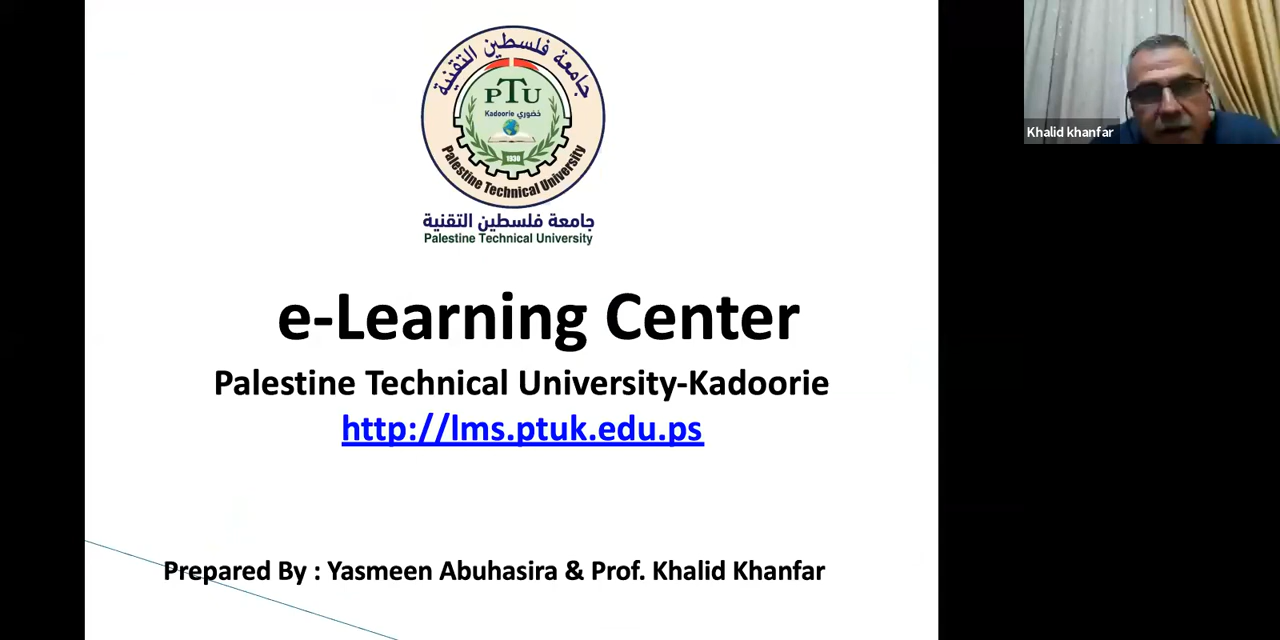 جامعة فلسطين التقنية
PTU
Kadoorie خضوري
1930
Palestine Technical University
جامعة فلسطين التقنية
Palestine Technical University
e-Learning Center
Palestine Technical University-Kadoorie
http://lms.ptuk.edu.ps
Prepared By : Yasmeen Abuhasira & Prof. Khalid Khanfar
Khalid khanfar